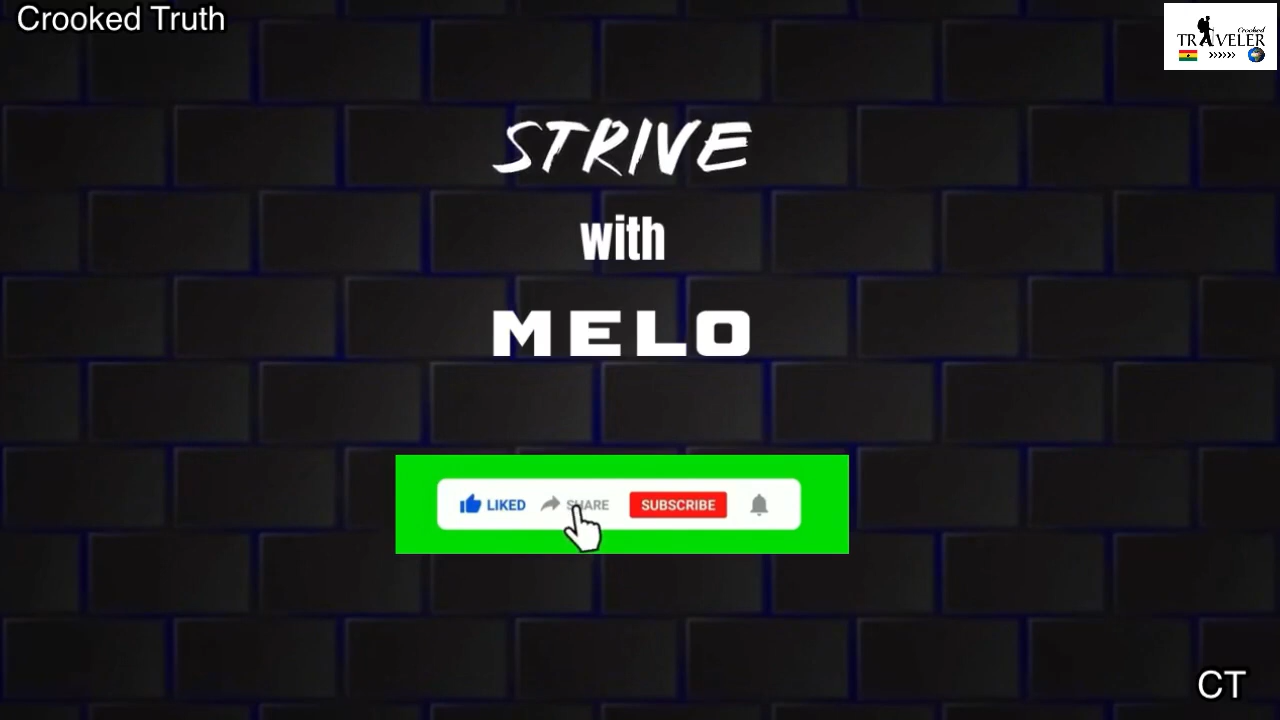 Crooked Truth
Crooked
TRAVELER
STRIVE
with
MELO
LIKED SHARE SUBSCRIBE
CT